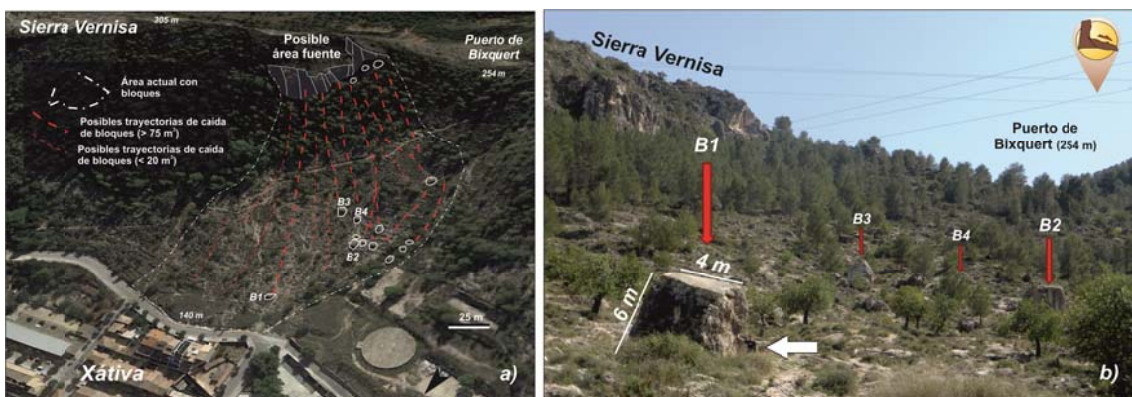 Sierra Vernisa
305 m
Posible
área fuente
Puerto de
Bixquert
254 m
Área actual con
bloques
Posibles trayectorias de caída
de bloques (> 75 m³)
Posibles trayectorias de caída
de bloques (< 20 m³)
B3
B4
B2
B1
140 m
25 m
Xátiva
a)
b)
Sierra Vernisa
B1
Puerto de
Bixquert (254 m)
B3
B4
B2
4 m
6 m